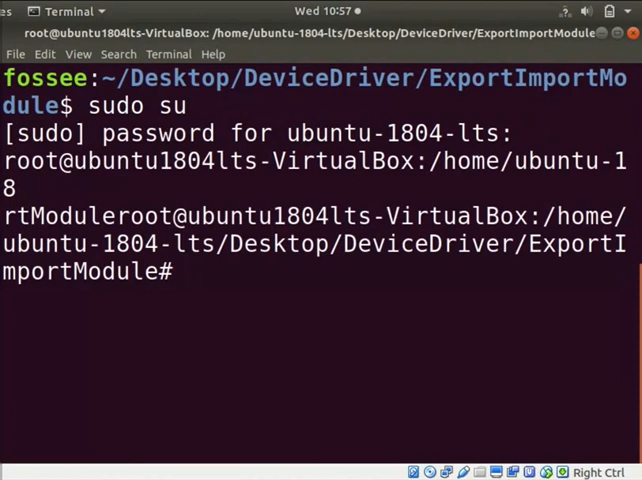 es Terminal Wed 10:57
root@ubuntu1804lts-VirtualBox: /home/ubuntu-1804-lts/Desktop/DeviceDriver/ExportImportModule
File Edit View Search Terminal Help
fossee:~/Desktop/DeviceDriver/ExportImportMo
dule$ sudo su
[sudo] password for ubuntu-1804-lts:
root@ubuntu1804lts-VirtualBox:/home/ubuntu-1
8
rtModuleroot@ubuntu1804lts-VirtualBox:/home/
ubuntu-1804-lts/Desktop/DeviceDriver/ExportI
mportModule#
Right Ctrl